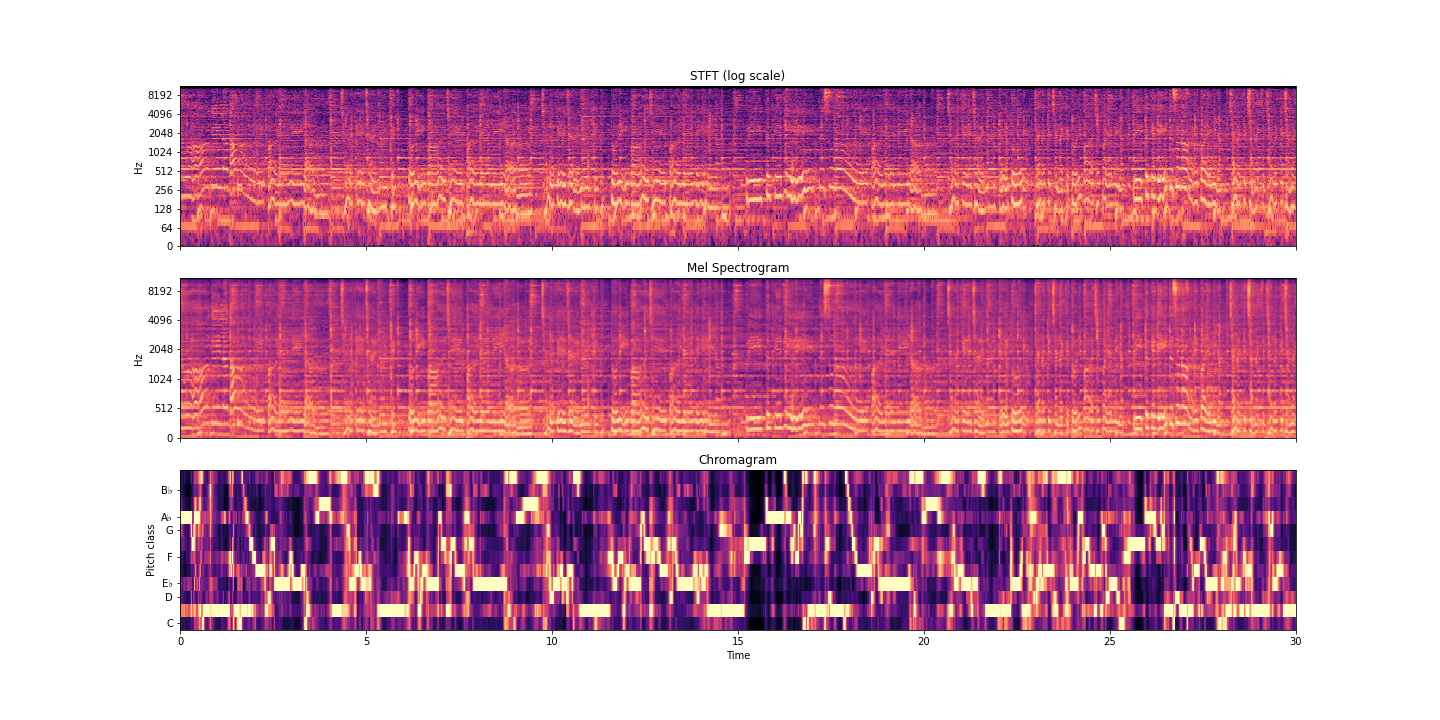 STFT (log scale)
8192
4096
2048
1024
512
256
128
64
0
Hz
Mel Spectrogram
8192
4096
2048
1024
512
0
Hz
Chromagram
B♭
A♭
G
F
E♭
D
C
Pitch class
0 5 10 15 20 25 30
Time